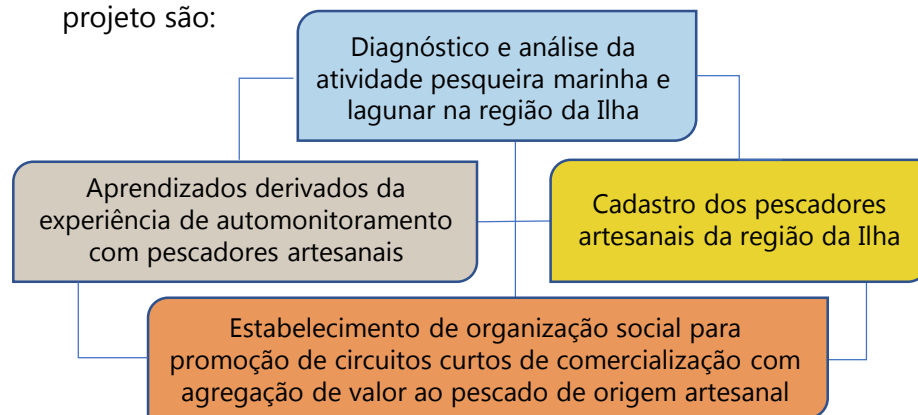 projeto são:
Diagnóstico e análise da
atividade pesqueira marinha e
lagunar na região da Ilha
Aprendizados derivados da
experiência de automonitoramento
com pescadores artesanais
Cadastro dos pescadores
artesanais da região da Ilha
Estabelecimento de organização social para
promoção de circuitos curtos de comercialização com
agregação de valor ao pescado de origem artesanal